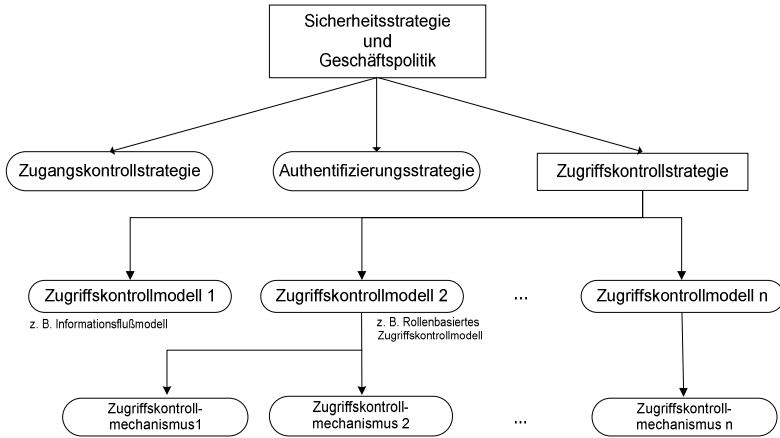 Sicherheitsstrategie
und
Geschäftspolitik
Zugangskontrollstrategie
Authentifizierungsstrategie
Zugriffskontrollstrategie
Zugriffskontrollmodell 1
Zugriffskontrollmodell 2
...
Zugriffskontrollmodell n
z. B. Informationsflußmodell
z. B. Rollenbasiertes
Zugriffskontrollmodell
Zugriffskontroll-
mechanismus1
Zugriffskontroll-
mechanismus 2
...
Zugriffskontroll-
mechanismus n